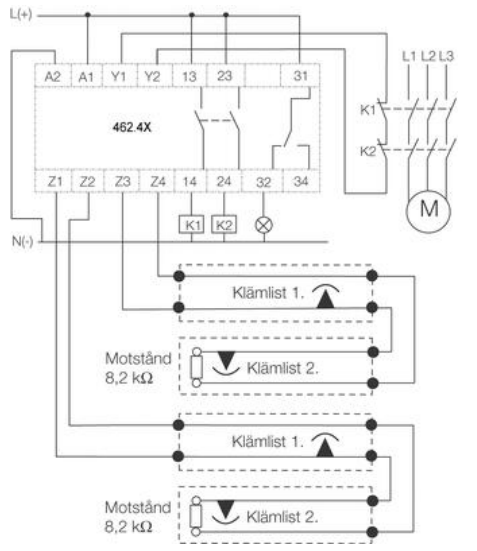 L(+)
L1 L2 L3
A2 A1 Y1 Y2 13 23 31
K1
462.4X
K2
Z1 Z2 Z3 Z4 14 24 32 34
M
K1 K2
N(-)
Klämlist 1.
Motstånd
8,2 kΩ
Klämlist 2.
Klämlist 1.
Motstånd
8,2 kΩ
Klämlist 2.